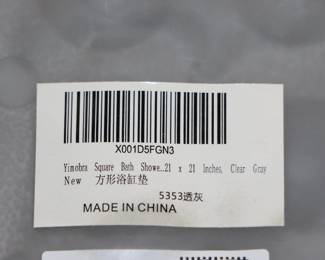 X001D5FGN3
Yimobra Square Bath Showe..21 x 21 Inches, Clear Gray
New 方形浴缸垫
5353透灰
MADE IN CHINA